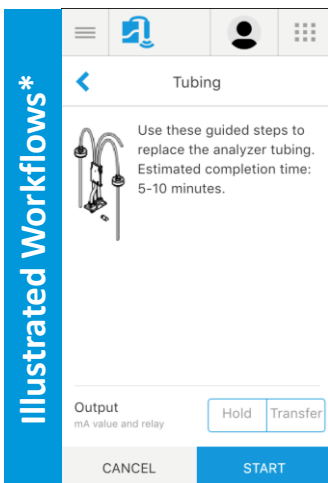 Illustrated Workflows*
Tubing
Use these guided steps to
replace the analyzer tubing.
Estimated completion time:
5-10 minutes.
Output
mA value and relay
Hold
Transfer
CANCEL
START